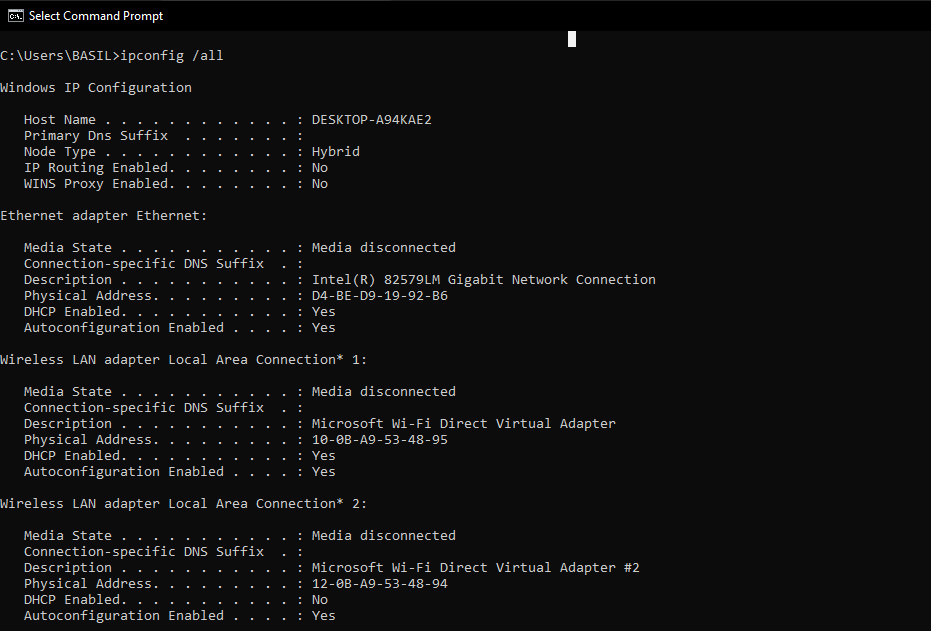 Select Command Prompt
C:\Users\BASIL>ipconfig /all
Windows IP Configuration
Host Name . . . . . . . . . . . . : DESKTOP-A94KAE2
Primary Dns Suffix  . . . . . . . :
Node Type . . . . . . . . . . . . : Hybrid
IP Routing Enabled. . . . . . . . : No
WINS Proxy Enabled. . . . . . . . : No
Ethernet adapter Ethernet:
Media State . . . . . . . . . . . : Media disconnected
Connection-specific DNS Suffix  . :
Description . . . . . . . . . . . : Intel(R) 82579LM Gigabit Network Connection
Physical Address. . . . . . . . . : D4-BE-D9-19-92-B6
DHCP Enabled. . . . . . . . . . . : Yes
Autoconfiguration Enabled . . . . : Yes
Wireless LAN adapter Local Area Connection* 1:
Media State . . . . . . . . . . . : Media disconnected
Connection-specific DNS Suffix  . :
Description . . . . . . . . . . . : Microsoft Wi-Fi Direct Virtual Adapter
Physical Address. . . . . . . . . : 10-0B-A9-53-48-95
DHCP Enabled. . . . . . . . . . . : Yes
Autoconfiguration Enabled . . . . : Yes
Wireless LAN adapter Local Area Connection* 2:
Media State . . . . . . . . . . . : Media disconnected
Connection-specific DNS Suffix  . :
Description . . . . . . . . . . . : Microsoft Wi-Fi Direct Virtual Adapter #2
Physical Address. . . . . . . . . : 12-0B-A9-53-48-94
DHCP Enabled. . . . . . . . . . . : No
Autoconfiguration Enabled . . . . : Yes